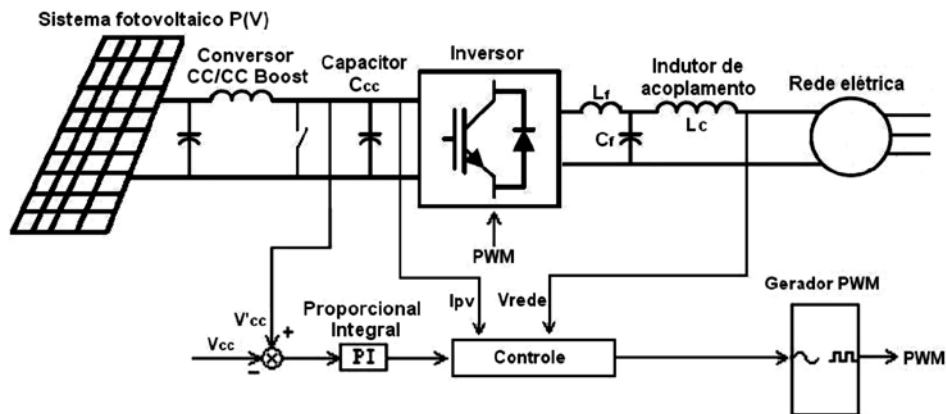 Sistema fotovoltaico P(V)
Conversor
CC/CC Boost
Capacitor
Ccc
Inversor
Indutor de
acoplamento
Rede elétrica
Lf
Lc
Cf
PWM
Gerador PWM
Proporcional
Integral
Ipv
Vrede
V'cc
+
Vcc
-
PI
Controle
PWM